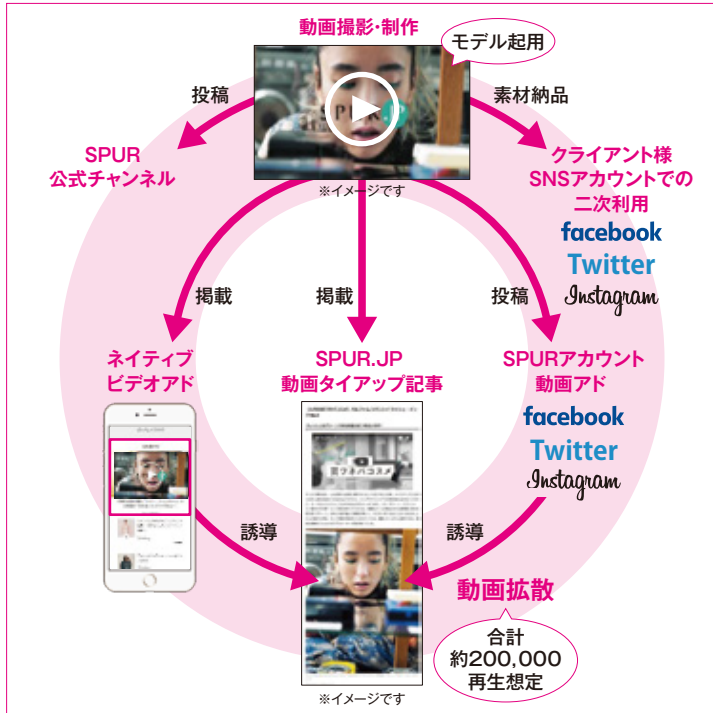 動画撮影・制作
モデル起用
SPUR
投稿
素材納品
SPUR
公式チャンネル
※イメージです
クライアント様
SNSアカウントでの
二次利用
facebook
Twitter
Instagram
掲載
掲載
投稿
ネイティブ
ビデオアド
SPUR.JP
動画タイアップ記事
SPURアカウント
動画アド
facebook
Twitter
Instagram
誘導
誘導
動画拡散
合計
約200,000
再生想定
※イメージです